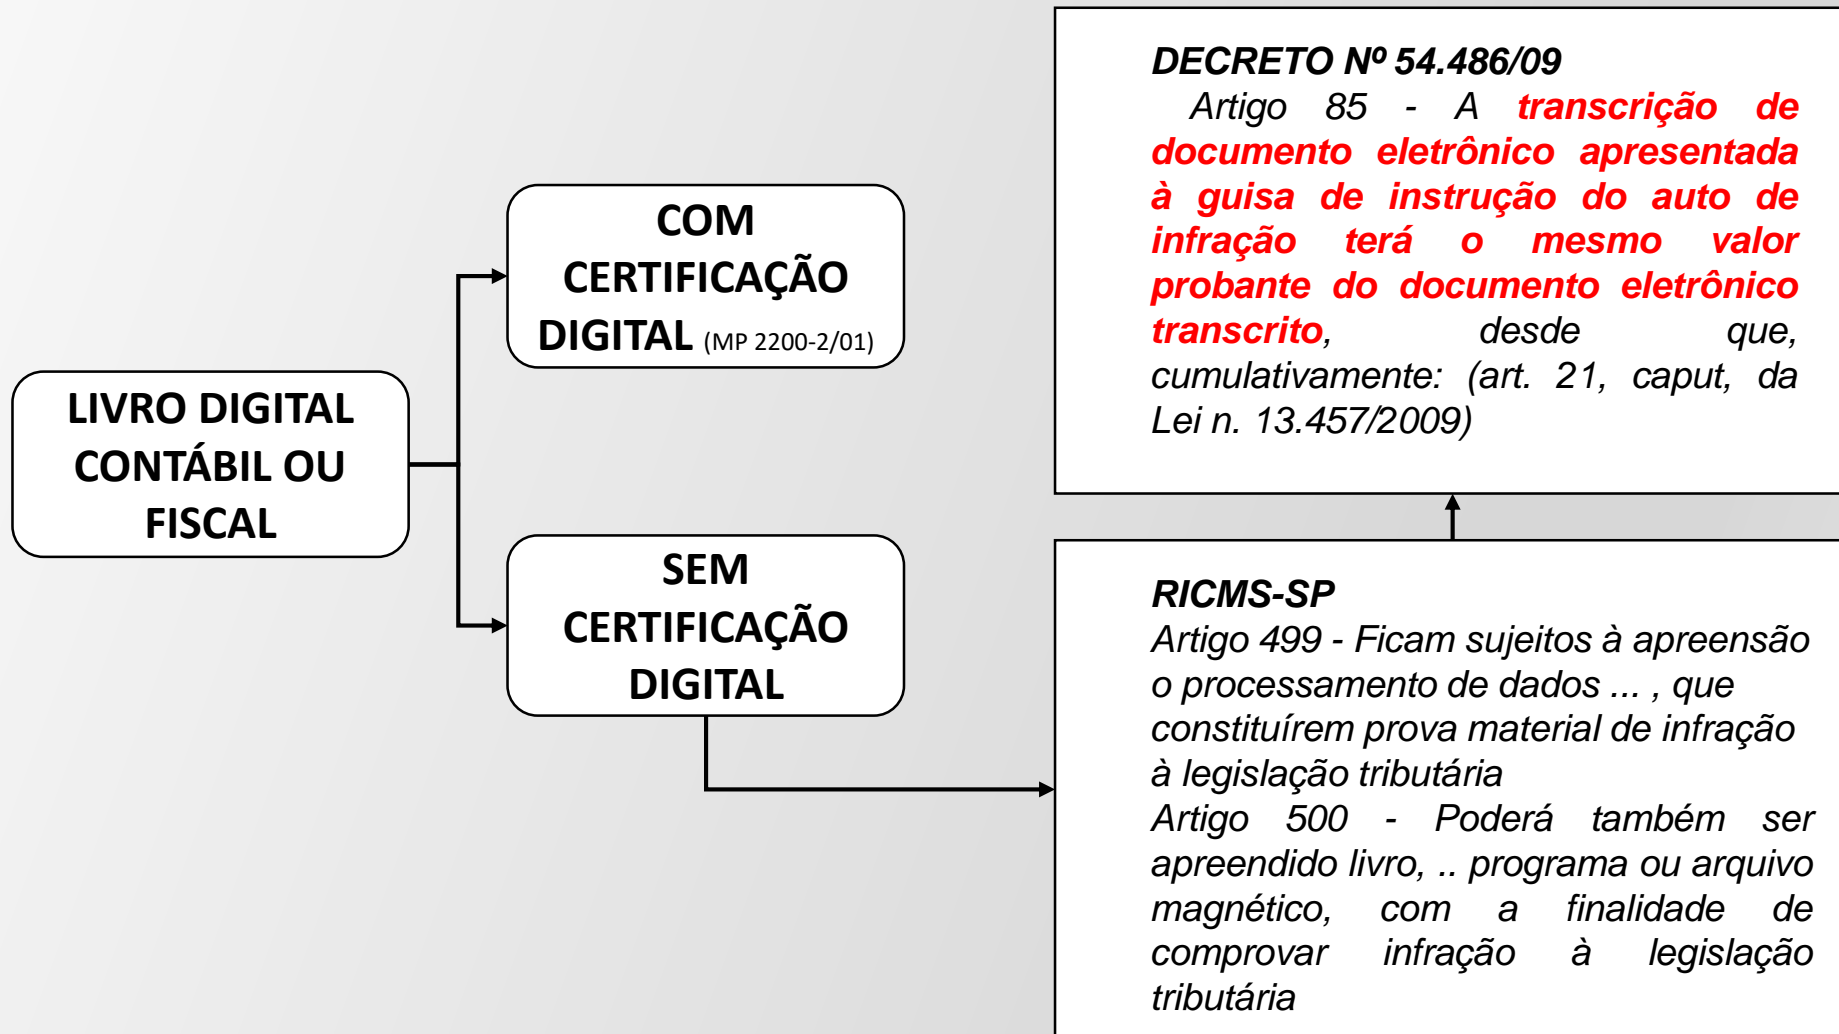 LIVRO DIGITAL
CONTÁBIL OU
FISCAL
COM
CERTIFICAÇÃO
DIGITAL (MP 2200-2/01)
SEM
CERTIFICAÇÃO
DIGITAL
DECRETO Nº 54.486/09
Artigo 85 - A transcrição de
documento eletrônico apresentada
à guisa de instrução do auto de
infração terá o mesmo valor
probante do documento eletrônico
transcrito, desde que,
cumulativamente: (art. 21, caput, da
Lei n. 13.457/2009)
RICMS-SP
Artigo 499 - Ficam sujeitos à apreensão
o processamento de dados ... , que
constituírem prova material de infração
à legislação tributária
Artigo 500 - Poderá também ser
apreendido livro, .. programa ou arquivo
magnético, com a finalidade de
comprovar infração à legislação
tributária